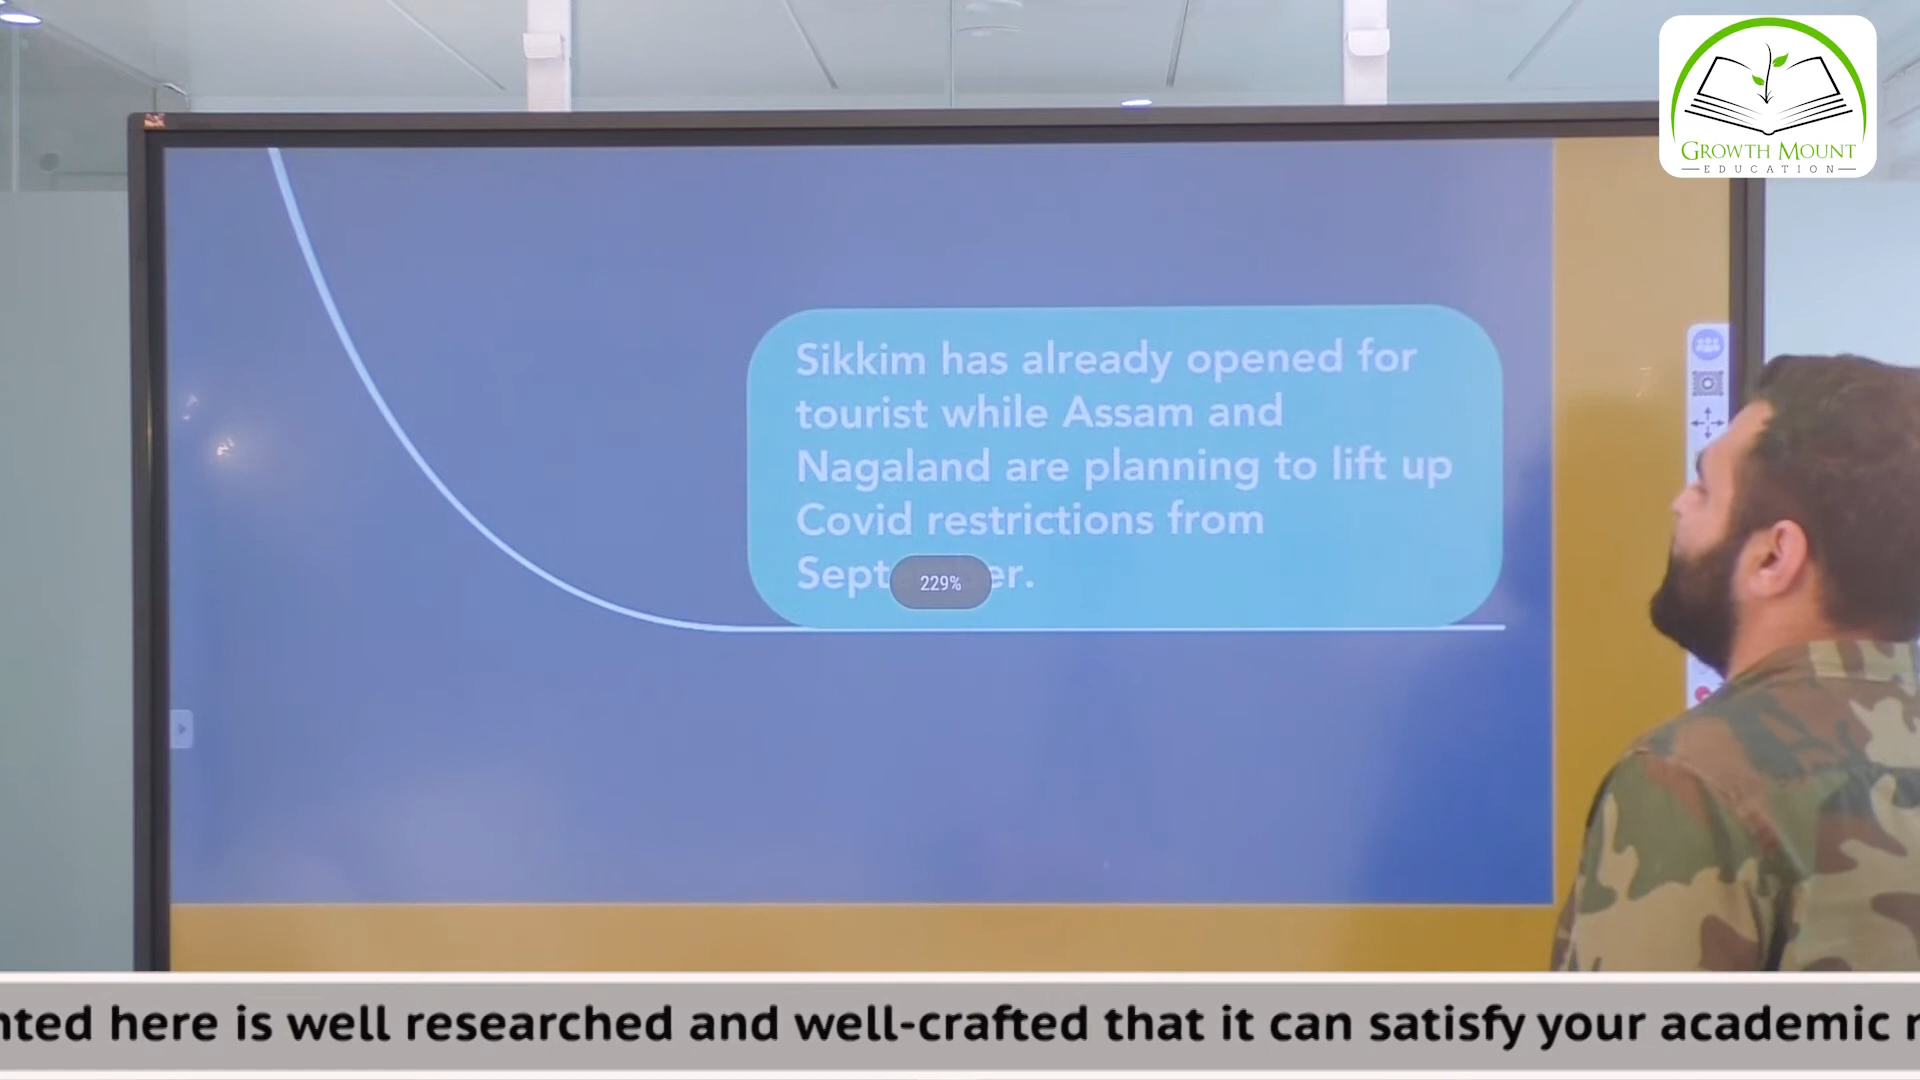 GROWTH MOUNT
EDUCATION
Sikkim has already opened for
tourist while Assam and
Nagaland are planning to lift up
Covid restrictions from
Sept er.
229%
nted here is well researched and well-crafted that it can satisfy your academic